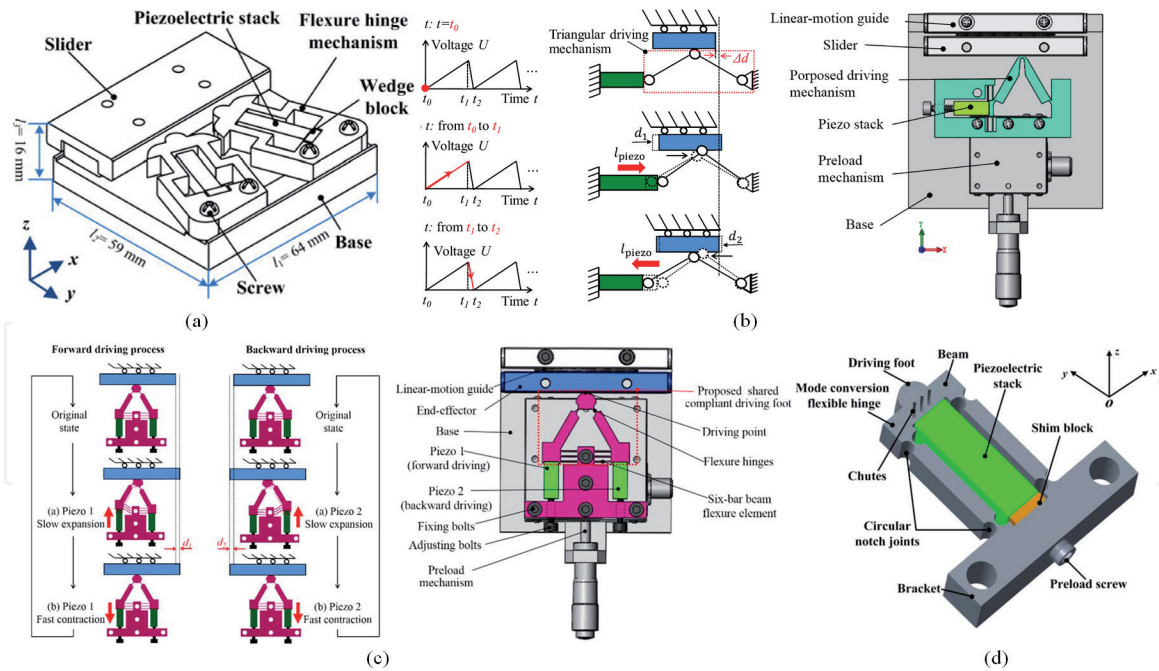 Piezoelectric stack
Flexure hinge
mechanism
Slider
Wedge
block
l3= 16 mm
l2= 59 mm
l1= 64 mm
Base
Screw
z
x
y
(a)
t: t=t0
Voltage U
...
t0
t1 t2
Time t
t: from t0 to t1
Voltage U
...
t0
t1 t2
Time t
t: from t1 to t2
Voltage U
...
t0
t1 t2
Time t
Triangular driving
mechanism
Δd
d1
lpiezo
d2
lpiezo
(b)
Linear-motion guide
Slider
Porposed driving
mechanism
Piezo stack
Preload
mechanism
Base
Y
X
Forward driving process
Backward driving process
Original
state
Original
state
(a) Piezo 1
Slow expansion
(a) Piezo 2
Slow expansion
d1
d2
(b) Piezo 1
Fast contraction
(b) Piezo 2
Fast contraction
(c)
Linear-motion guide
End-effector
Base
Piezo 1
(forward driving)
Piezo 2
(backward driving)
Fixing bolts
Adjusting bolts
Preload
mechanism
Proposed shared
compliant driving foot
Driving point
Flexure hinges
Six-bar beam
flexure element
Driving foot
Beam
Mode conversion
flexible hinge
Piezoelectric
stack
Shim block
Chutes
Circular
notch joints
Bracket
Preload screw
z
y
x
o
(d)